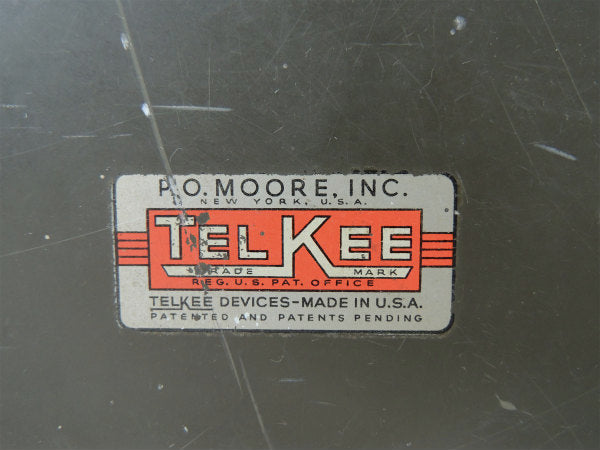 P.O. MOORE, INC.
NEW YORK, U.S.A.
TELKEE
TRADE MARK
REG. U.S. PAT. OFFICE
TELKEE DEVICES-MADE IN U.S.A.
PATENTED AND PATENTS PENDING